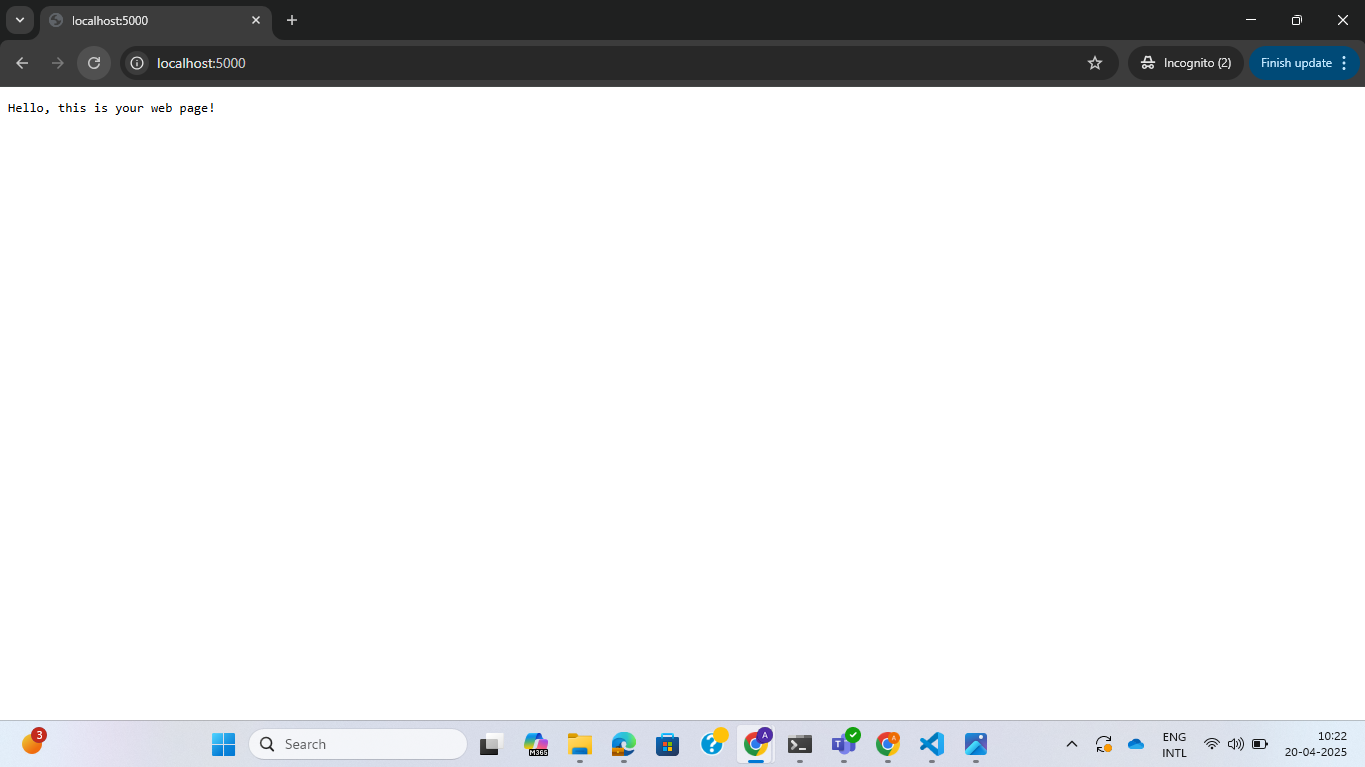 localhost:5000
localhost:5000
Incognito (2)
Finish update
Hello, this is your web page!
3
Search
M365
A
T
A
ENG
INTL
10:22
20-04-2025